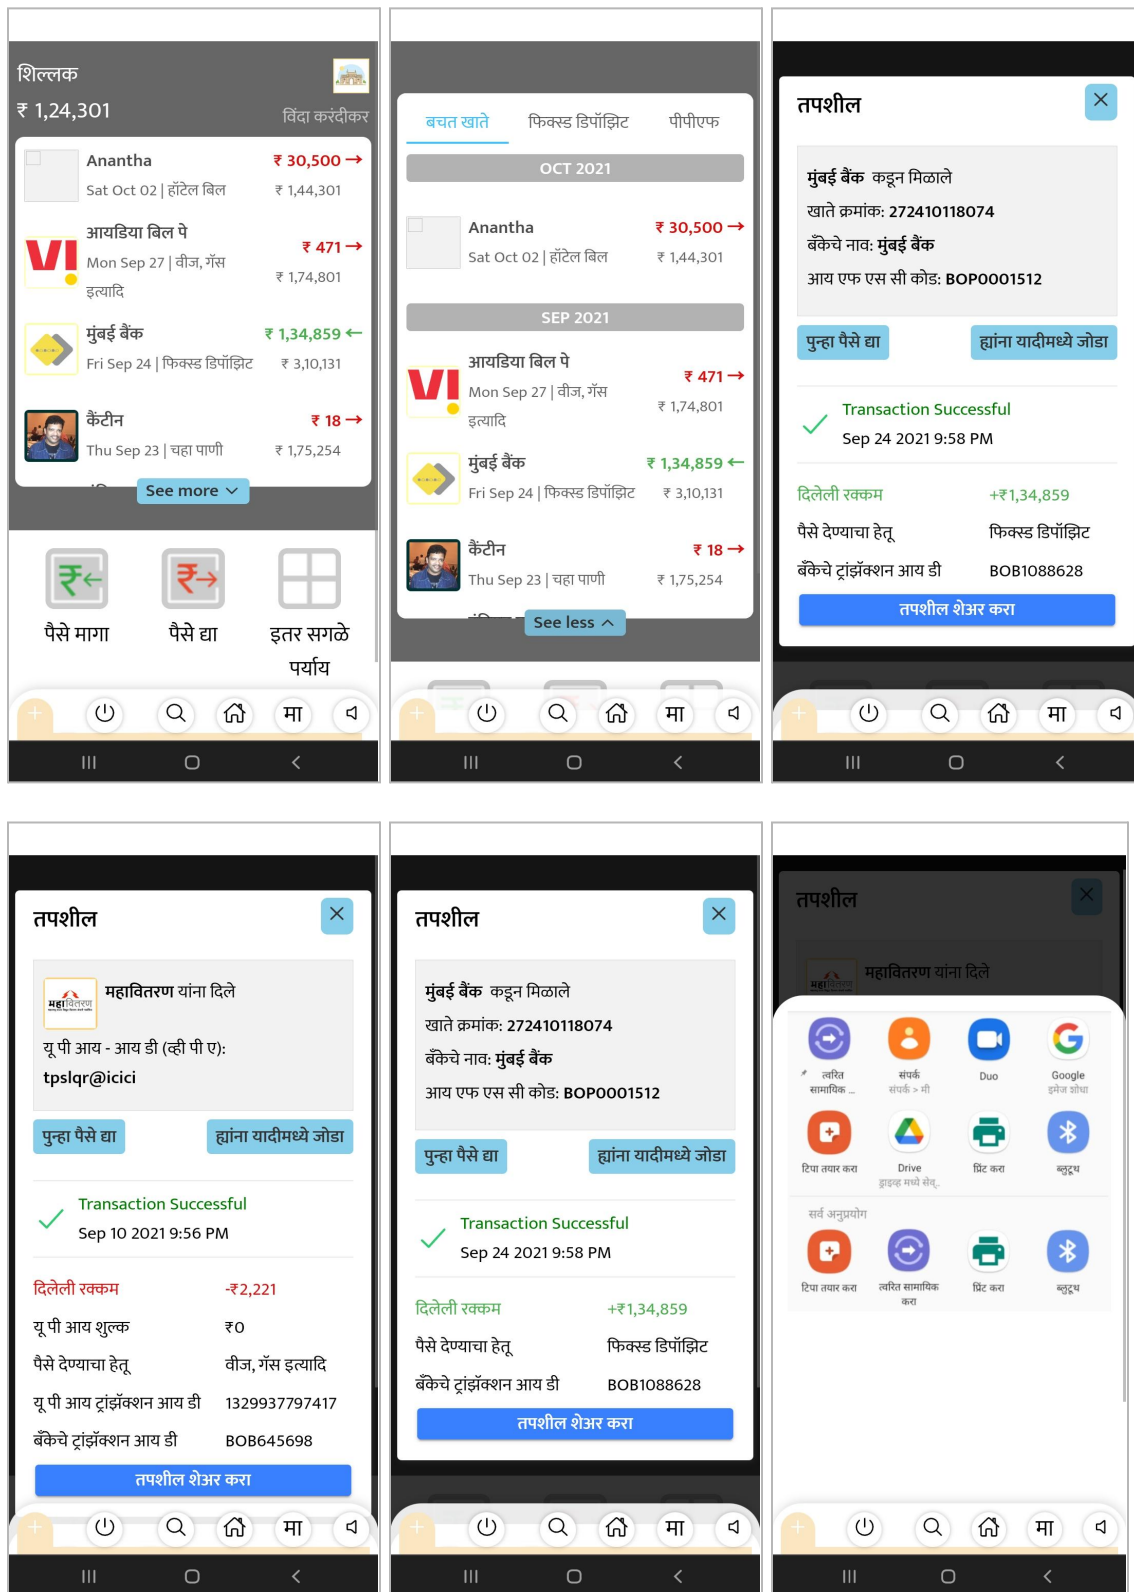 शिल्लक
₹ 1,24,301
विंदा करंदीकर
Anantha ₹ 30,500 →
Sat Oct 02 | हॉटेल बिल ₹ 1,44,301
आयडिया बिल पे
₹ 471 →
Mon Sep 27 | वीज, गॅस
₹ 1,74,801
इत्यादि
मुंबई बैंक ₹ 1,34,859 ←
Fri Sep 24 | फिक्स्ड डिपॉझिट ₹ 3,10,131
कैंटीन ₹ 18 →
Thu Sep 23 | चहा पाणी ₹ 1,75,254
See more
पैसे मागा पैसे द्या इतर सगळे
पर्याय
मा
बचत खाते फिक्स्ड डिपॉझिट पीपीएफ
OCT 2021
Anantha ₹ 30,500 →
Sat Oct 02 | हॉटेल बिल ₹ 1,44,301
SEP 2021
आयडिया बिल पे
₹ 471 →
Mon Sep 27 | वीज, गॅस
₹ 1,74,801
इत्यादि
मुंबई बैंक ₹ 1,34,859 ←
Fri Sep 24 | फिक्स्ड डिपॉझिट ₹ 3,10,131
कैंटीन ₹ 18 →
Thu Sep 23 | चहा पाणी ₹ 1,75,254
See less
मा
तपशील
मुंबई बैंक कडून मिळाले
खाते क्रमांक: 272410118074
बँकेचे नाव: मुंबई बैंक
आय एफ एस सी कोड: BOP0001512
पुन्हा पैसे द्या ह्यांना यादीमध्ये जोडा
Transaction Successful
Sep 24 2021 9:58 PM
दिलेली रक्कम +₹1,34,859
पैसे देण्याचा हेतू फिक्स्ड डिपॉझिट
बँकेचे ट्रांझॅक्शन आय डी BOB1088628
तपशील शेअर करा
मा
तपशील
महावितरण
महावितरण यांना दिले
यू पी आय - आय डी (व्ही पी ए):
tpslqr@icici
पुन्हा पैसे द्या ह्यांना यादीमध्ये जोडा
Transaction Successful
Sep 10 2021 9:56 PM
दिलेली रक्कम -₹2,221
यू पी आय शुल्क ₹0
पैसे देण्याचा हेतू वीज, गॅस इत्यादि
यू पी आय ट्रांझॅक्शन आय डी 1329937797417
बँकेचे ट्रांझॅक्शन आय डी BOB645698
तपशील शेअर करा
मा
तपशील
मुंबई बैंक कडून मिळाले
खाते क्रमांक: 272410118074
बँकेचे नाव: मुंबई बैंक
आय एफ एस सी कोड: BOP0001512
पुन्हा पैसे द्या ह्यांना यादीमध्ये जोडा
Transaction Successful
Sep 24 2021 9:58 PM
दिलेली रक्कम +₹1,34,859
पैसे देण्याचा हेतू फिक्स्ड डिपॉझिट
बँकेचे ट्रांझॅक्शन आय डी BOB1088628
तपशील शेअर करा
मा
तपशील
महावितरण यांना दिले
त्वरित संपर्क Duo Google
सामायिक ... संपर्क > मी इमेज शोधा
टिपा तयार करा Drive प्रिंट करा ब्लुटूथ
ड्राइव्ह मध्ये सेव्..
सर्व अनुप्रयोग
टिपा तयार करा त्वरित सामायिक प्रिंट करा ब्लुटूथ
करा
मा